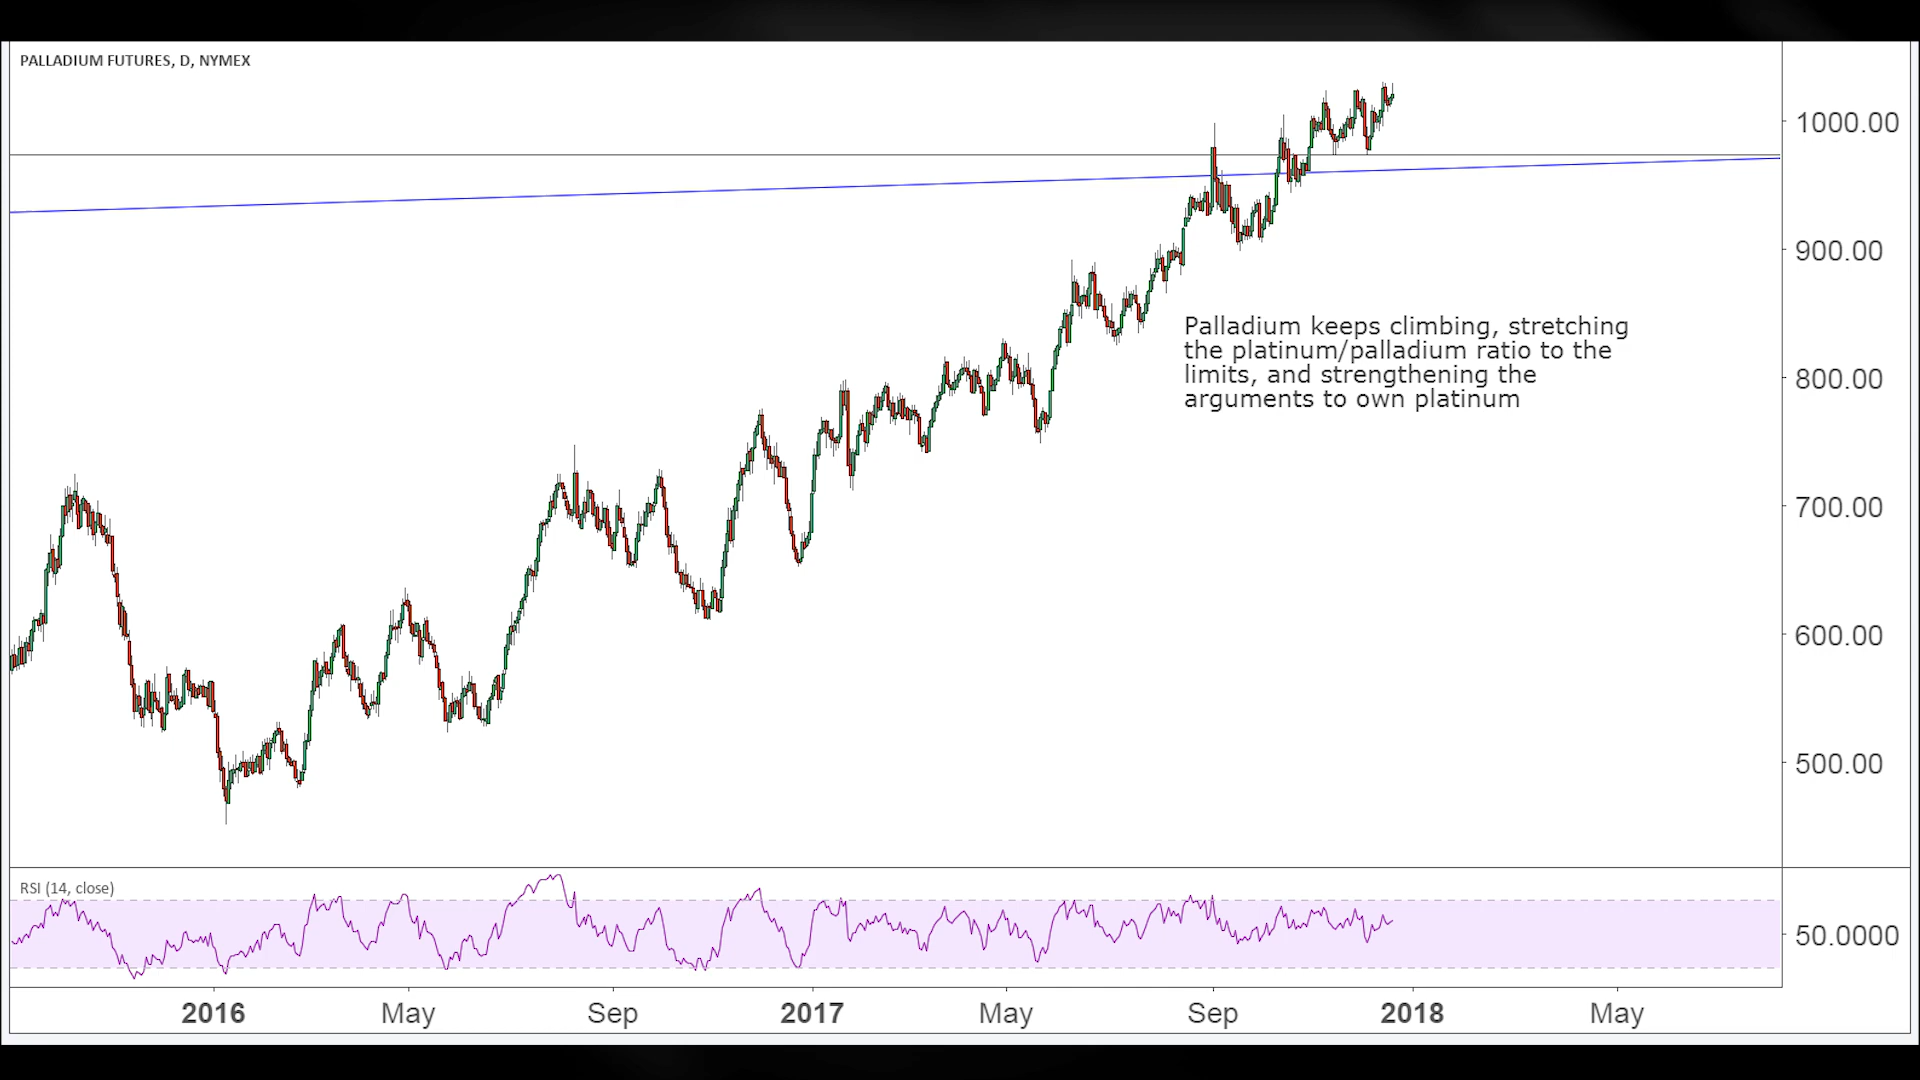 PALLADIUM FUTURES, D, NYMEX
1000.00
900.00
Palladium keeps climbing, stretching
the platinum/palladium ratio to the
limits, and strengthening the
arguments to own platinum
800.00
700.00
600.00
500.00
RSI (14, close)
50.0000
2016 May Sep 2017 May Sep 2018 May